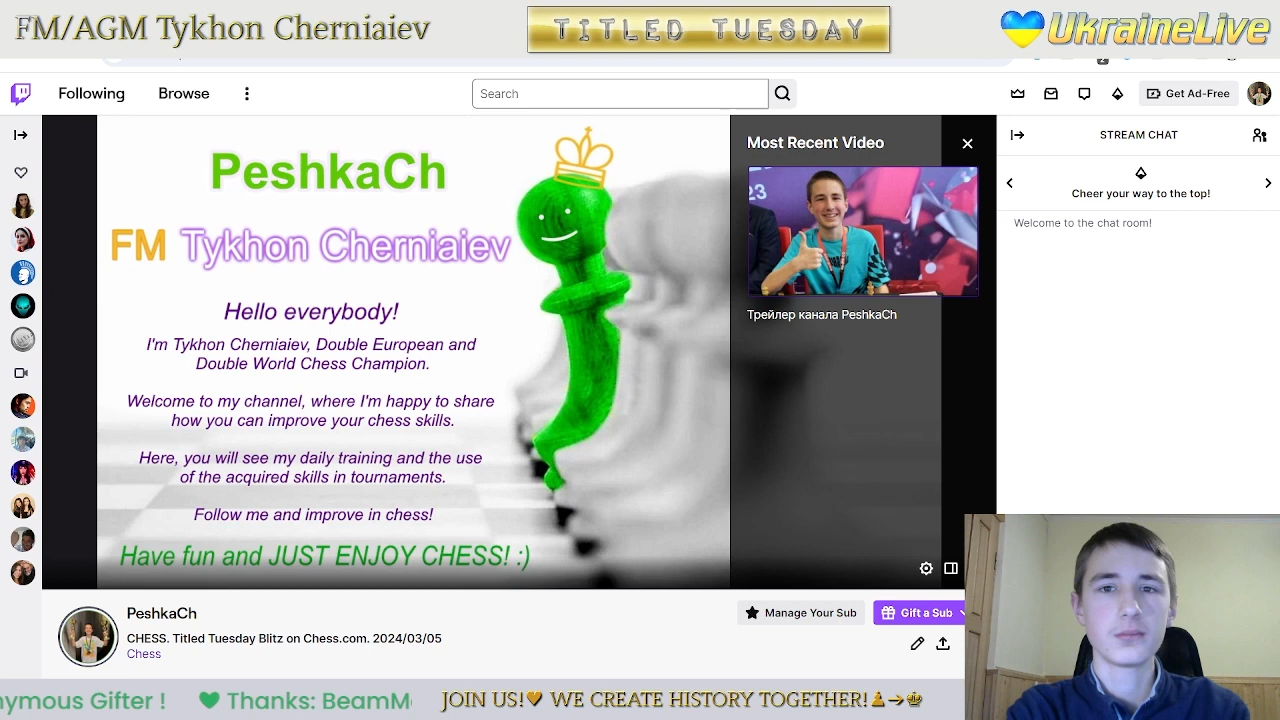 FM/AGM Tykhon Cherniaiev
TITLED TUESDAY
UkraineLive
Following
Browse
Search
Get Ad-Free
STREAM CHAT
Cheer your way to the top!
Welcome to the chat room!
PeshkaCh
FM Tykhon Cherniaiev
Hello everybody!
I'm Tykhon Cherniaiev, Double European and
Double World Chess Champion.
Welcome to my channel, where I'm happy to share
how you can improve your chess skills.
Here, you will see my daily training and the use
of the acquired skills in tournaments.
Follow me and improve in chess!
Have fun and JUST ENJOY CHESS! :)
Most Recent Video
23
Трейлер канала PeshkaCh
PeshkaCh
CHESS. Titled Tuesday Blitz on Chess.com. 2024/03/05
Chess
Manage Your Sub
Gift a Sub
nymous Gifter !
Thanks: BeamM
JOIN US!🧡 WE CREATE HISTORY TOGETHER!♟→♚